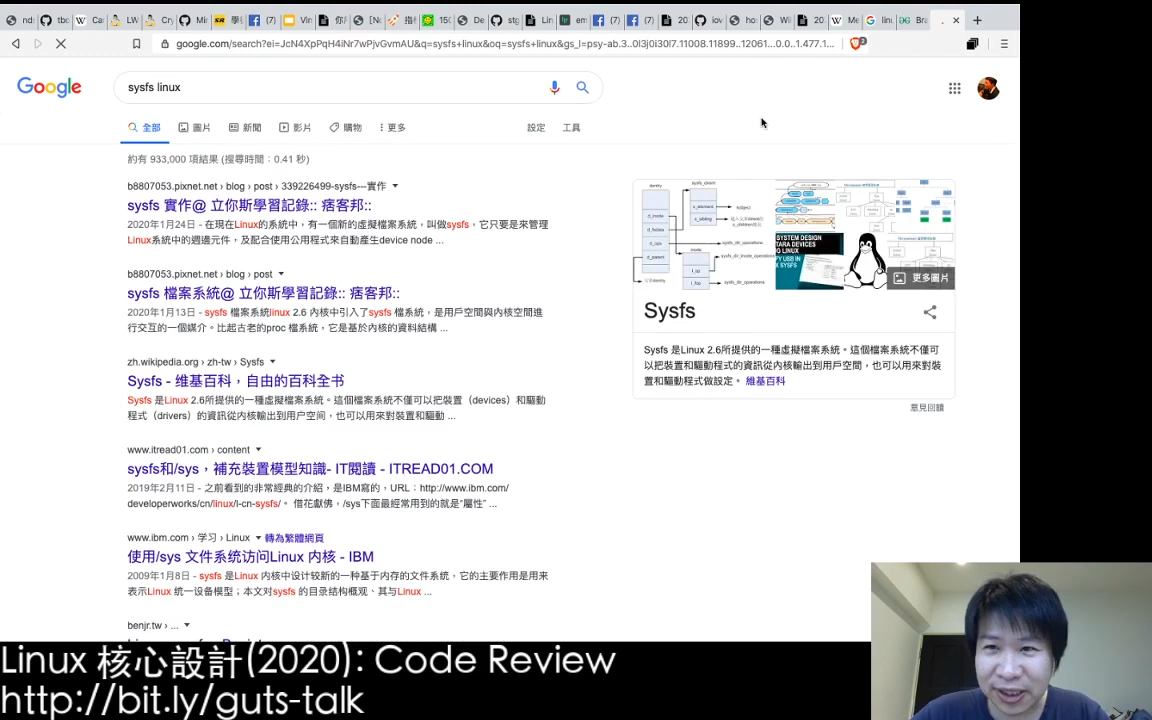 google.com/search?ei=JcN4XpPqH4iNr7wPjvGvmAU&q=sysfs+linux&oq=sysfs+linux&gs_l=psy-ab.3..0l3j0i30l7.11008.11899..12061...0.0..1.477.1...
Google
sysfs linux
全部 圖片 新聞 影片 購物 更多 設定 工具
約有 933,000 項結果 (搜尋時間：0.41 秒)
b8807053.pixnet.net › blog › post › 339226499-sysfs---實作
sysfs 實作@ 立你斯學習記錄:: 痞客邦::
2020年1月24日 - 在現在Linux的系統中，有一個新的虛擬檔案系統，叫做sysfs，它只要是來管理
Linux系統中的週邊元件，及配合使用公用程式來自動產生device node ...
b8807053.pixnet.net › blog › post
sysfs 檔案系統@ 立你斯學習記錄:: 痞客邦::
2020年1月13日 - sysfs 檔案系統linux 2.6 內核中引入了sysfs 檔案系統，是用戶空間與內核空間進
行交互的一個媒介。比起古老的proc 檔系統，它是基於內核的資料結構 ...
zh.wikipedia.org › zh-tw › Sysfs
Sysfs - 维基百科，自由的百科全书
Sysfs 是Linux 2.6所提供的一種虛擬檔案系統。這個檔案系統不僅可以把裝置（devices）和驅動
程式（drivers）的資訊從內核輸出到用戶空間，也可以用來對裝置和驅動 ...
www.itread01.com › content
sysfs和/sys，補充裝置模型知識- IT閱讀 - ITREAD01.COM
2019年2月11日 - 之前看到的非常經典的介紹，是IBM寫的，URL：http://www.ibm.com/
developerworks/cn/linux/l-cn-sysfs/。 借花獻佛，/sys下面最經常用到的就是“屬性” ...
www.ibm.com › 学习 › Linux 轉為繁體網頁
使用/sys 文件系统访问Linux 内核 - IBM
2009年1月8日 - sysfs 是Linux 内核中设计较新的一种基于内存的文件系统，它的主要作用是用来
表示Linux 统一设备模型；本文对sysfs 的目录结构概观、其与Linux ...
benjr.tw › ...
更多圖片
Sysfs
Sysfs 是Linux 2.6所提供的一種虛擬檔案系統。這個檔案系統不僅可
以把裝置和驅動程式的資訊從內核輸出到用戶空間，也可以用來對裝
置和驅動程式做設定。 維基百科
意見回饋
Linux 核心設計(2020): Code Review
http://bit.ly/guts-talk